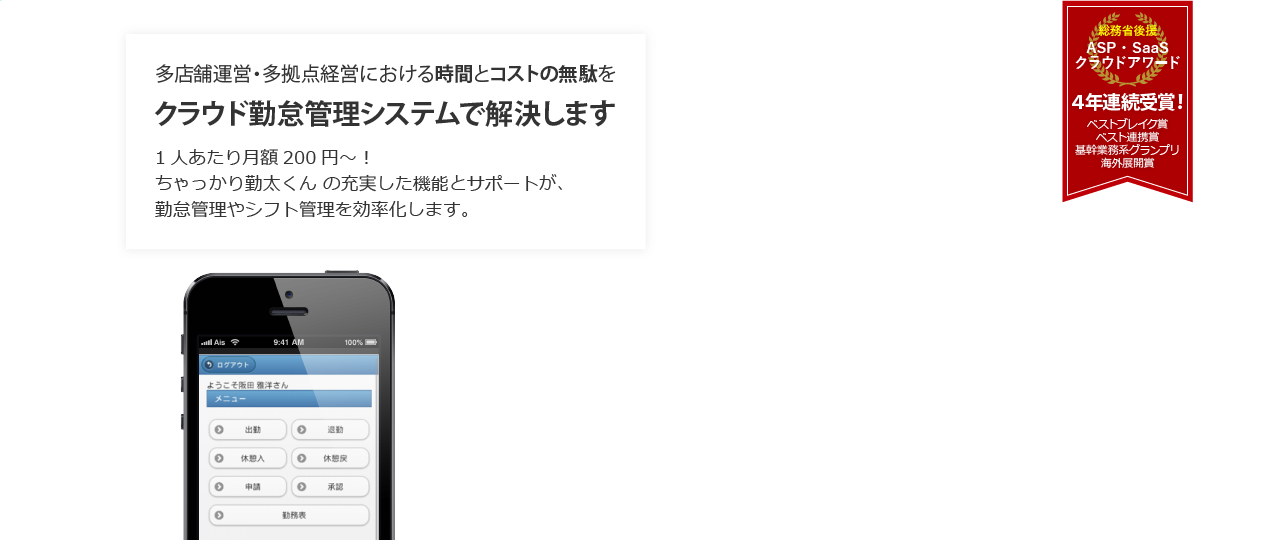 多店舗運営・多拠点経営における時間とコストの無駄を
クラウド勤怠管理システムで解決します
1人あたり月額200円～！
ちゃっかり勤太くん の充実した機能とサポートが、
勤怠管理やシフト管理を効率化します。
総務省後援
ASP・SaaS
クラウドアワード
4年連続受賞！
ベストブレイク賞
ベスト連携賞
基幹業務系グランプリ
海外展開賞
Ais 9:41 AM 100%
ログアウト
ようこそ阪田 雅洋さん
メニュー
出勤 退勤
休憩入 休憩戻
申請 承認
勤務表